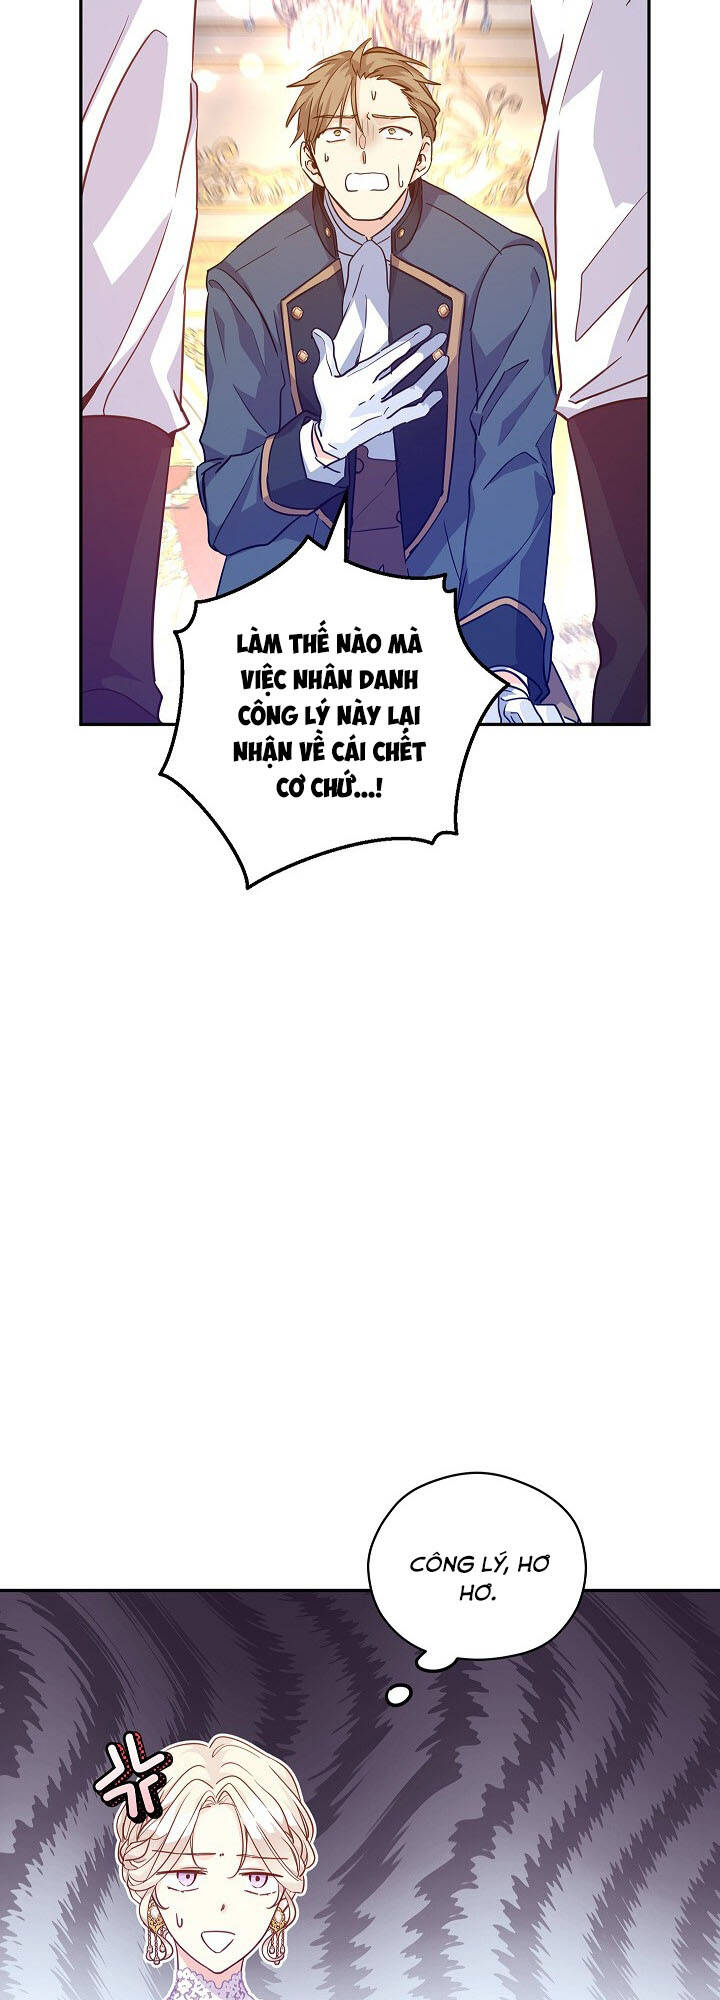 LÀM THẾ NÀO MÀ
VIỆC NHÂN DANH
CÔNG LÝ NÀY LẠI
NHẬN VỀ CÁI CHẾT
CƠ CHỨ...!
CÔNG LÝ, HƠ
HƠ.